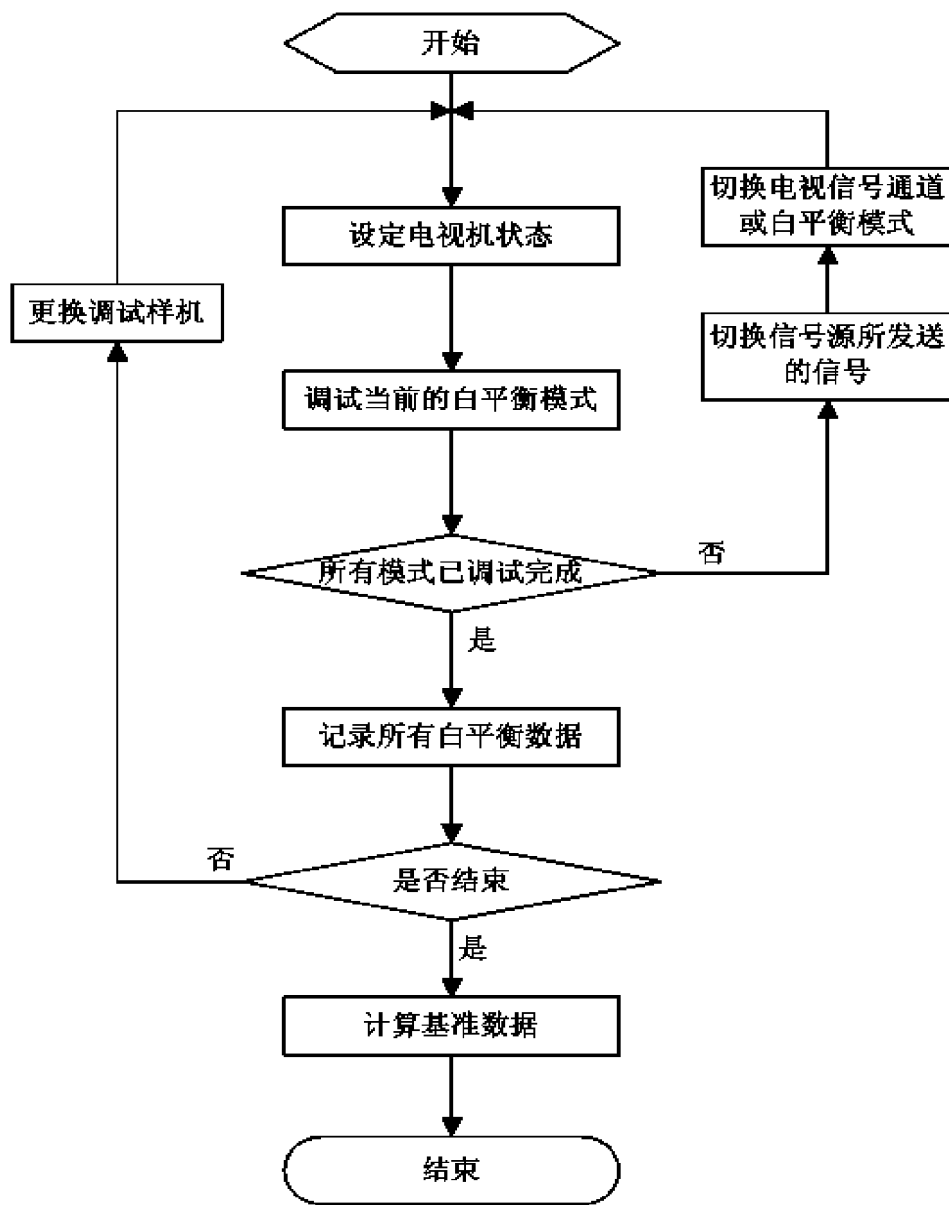 开始
切换电视信号通道
或白平衡模式
设定电视机状态
更换调试样机
切换信号源所发送
的信号
调试当前的白平衡模式
所有模式已调试完成
否
是
记录所有白平衡数据
否
是否结束
是
计算基准数据
结束